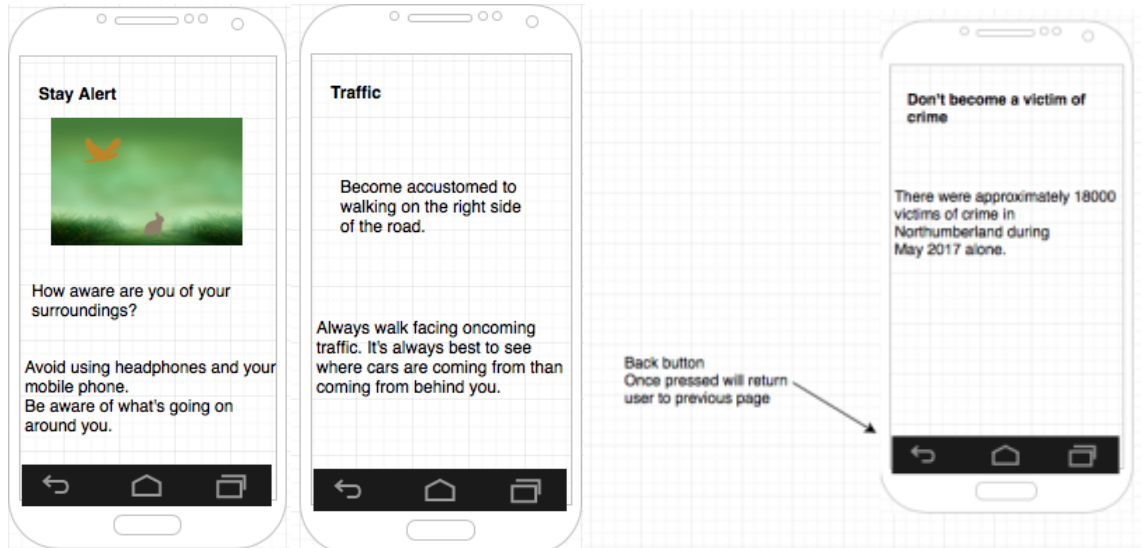 Stay Alert
How aware are you of your
surroundings?
Avoid using headphones and your
mobile phone.
Be aware of what's going on
around you.
Traffic
Become accustomed to
walking on the right side
of the road.
Always walk facing oncoming
traffic. It's always best to see
where cars are coming from than
coming from behind you.
Back button
Once pressed will return
user to previous page
Don't become a victim of
crime
There were approximately 18000
victims of crime in
Northumberland during
May 2017 alone.